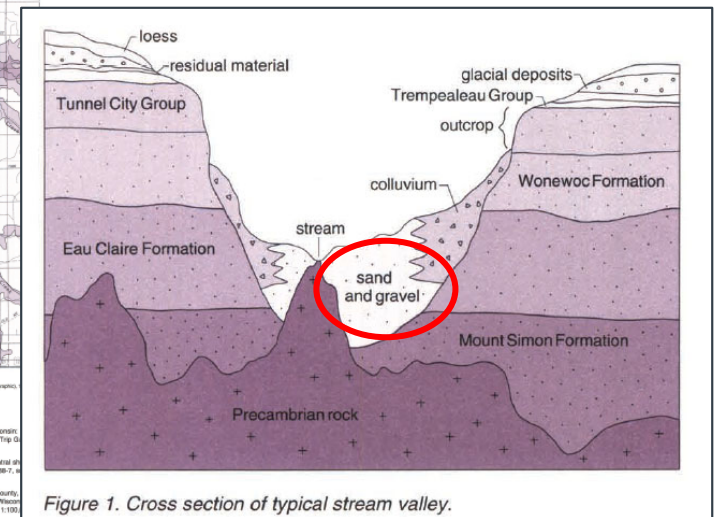 loess
residual material
glacial deposits
Trempealeau Group
Tunnel City Group
outcrop
colluvium
Wonewoc Formation
stream
Eau Claire Formation
sand
and gravel
Mount Simon Formation
Precambrian rock
Figure 1. Cross section of typical stream valley.